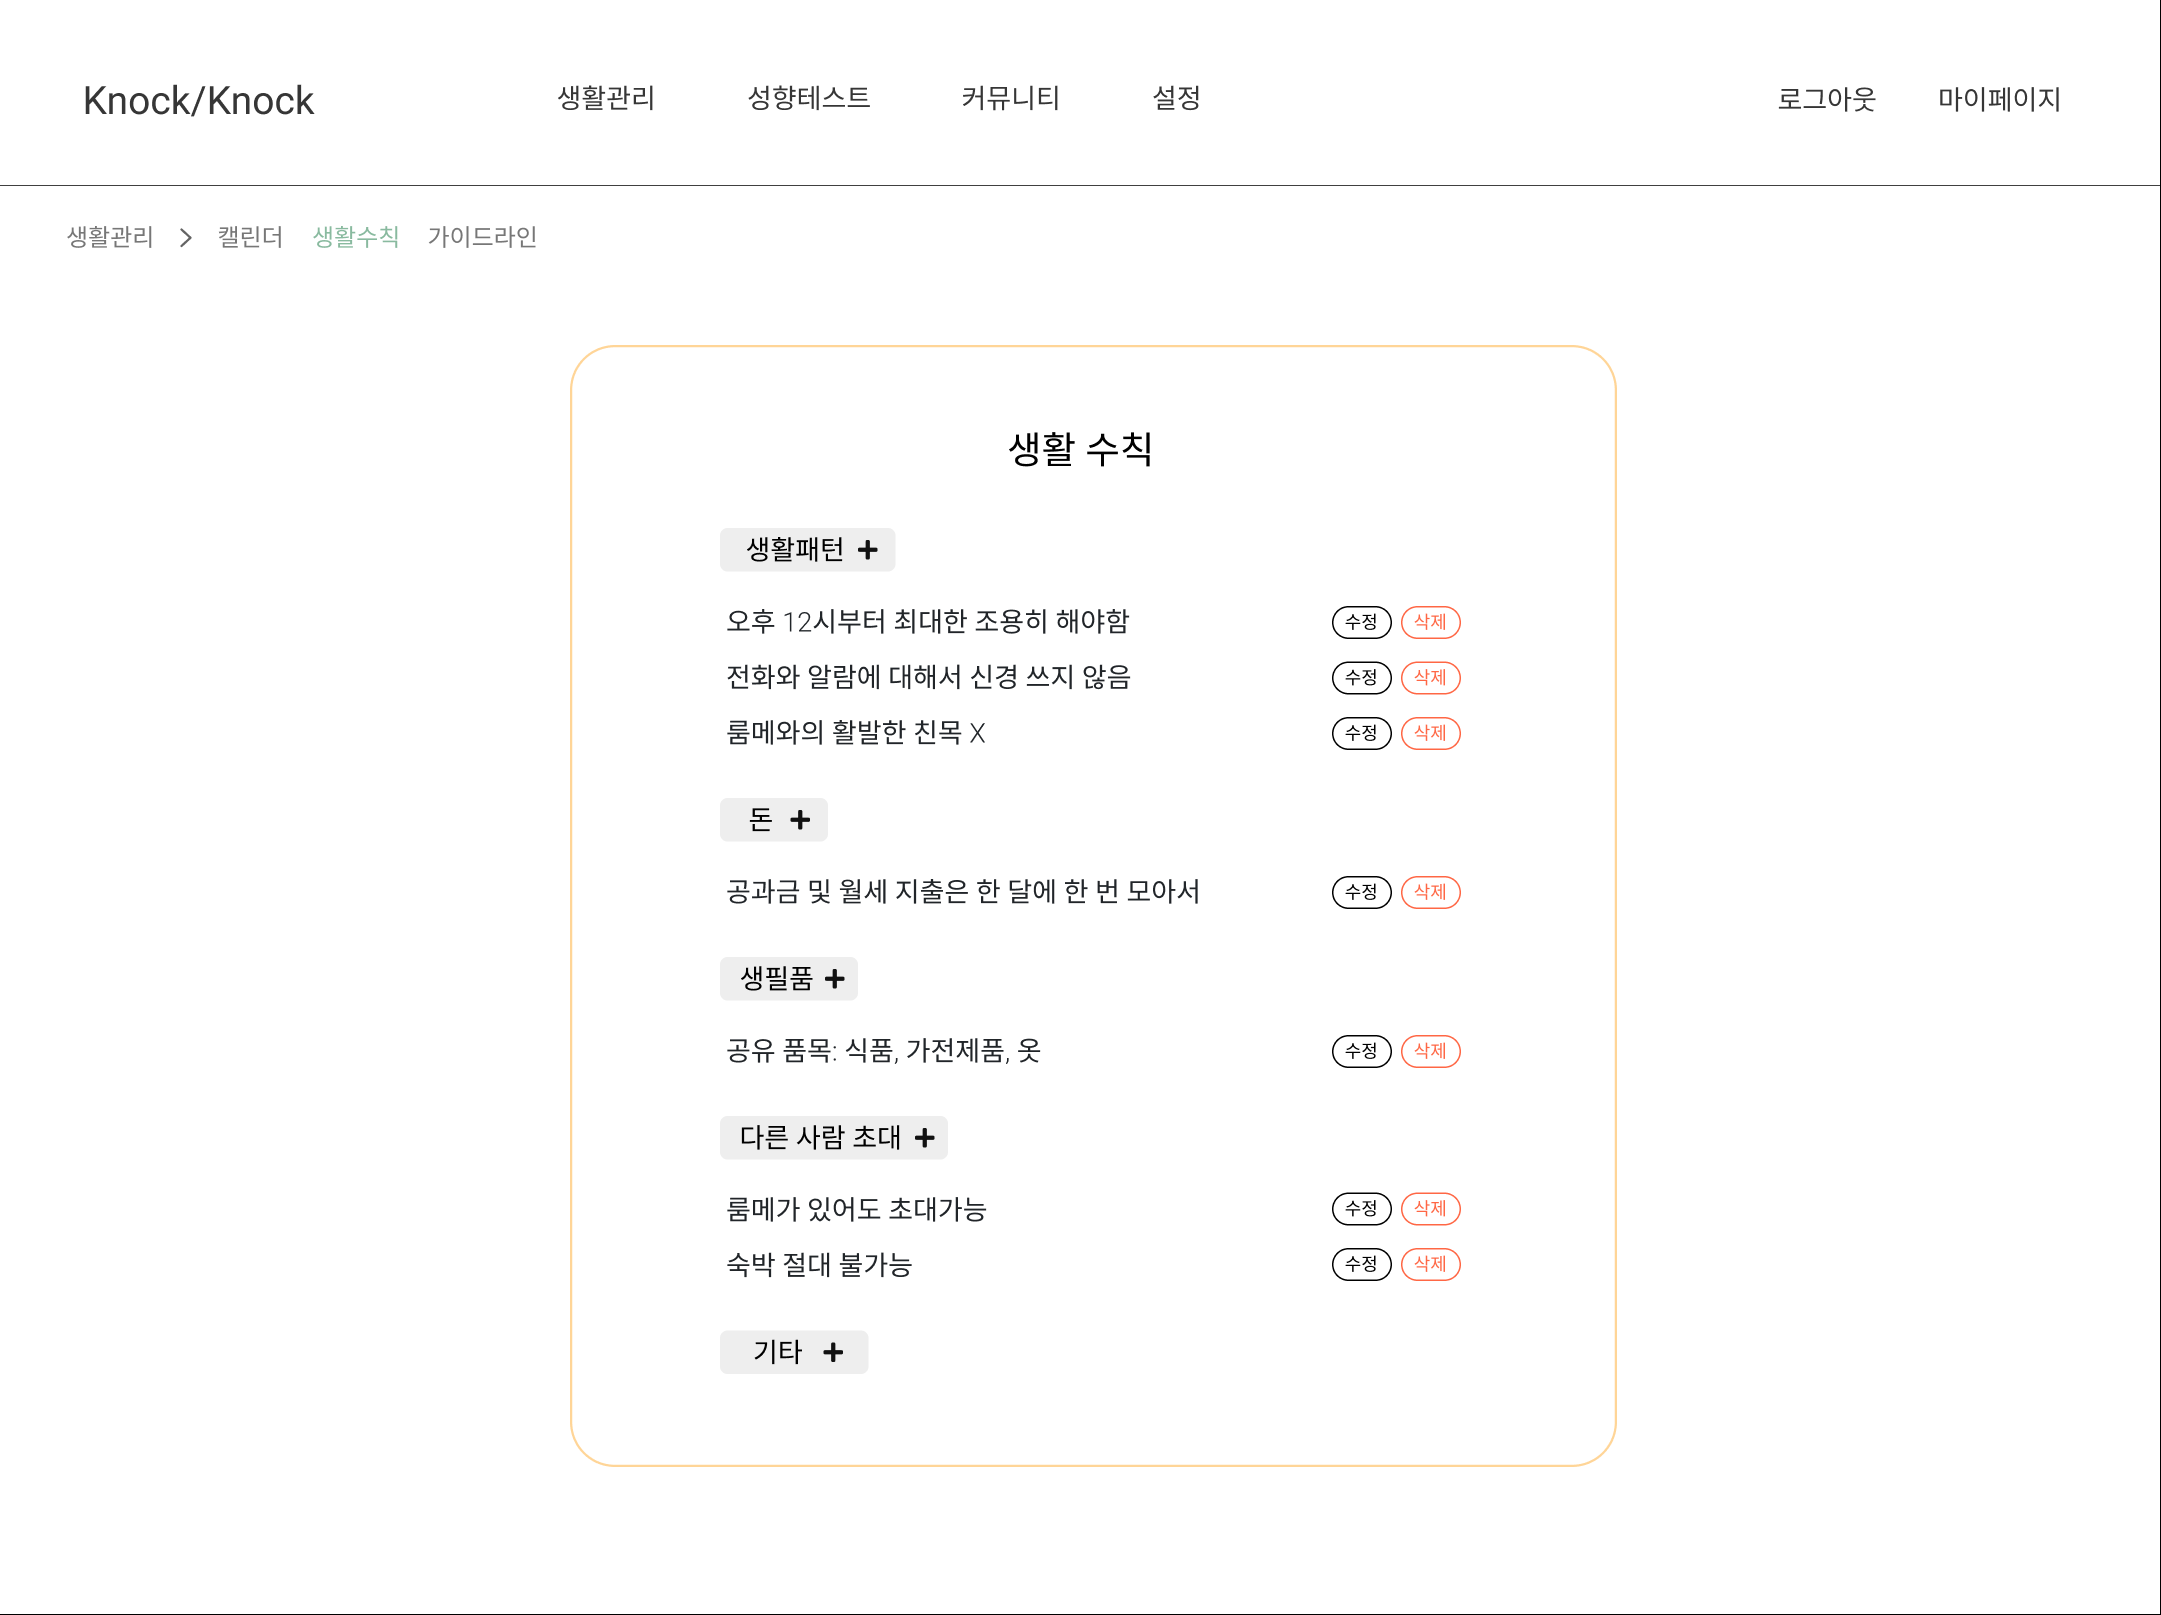 Knock/Knock 생활관리 성향테스트 커뮤니티 설정 로그아웃 마이페이지
생활관리 > 캘린더 생활수칙 가이드라인
생활 수칙
생활패턴 +
오후 12시부터 최대한 조용히 해야함 수정 삭제
전화와 알람에 대해서 신경 쓰지 않음 수정 삭제
룸메와의 활발한 친목 X 수정 삭제
돈 +
공과금 및 월세 지출은 한 달에 한 번 모아서 수정 삭제
생필품 +
공유 품목: 식품, 가전제품, 옷 수정 삭제
다른 사람 초대 +
룸메가 있어도 초대가능 수정 삭제
숙박 절대 불가능 수정 삭제
기타 +